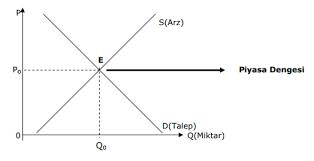 P
S(Arz)
E
P₀
Piyasa Dengesi
D(Talep)
0
Q(Miktar)
Q₀